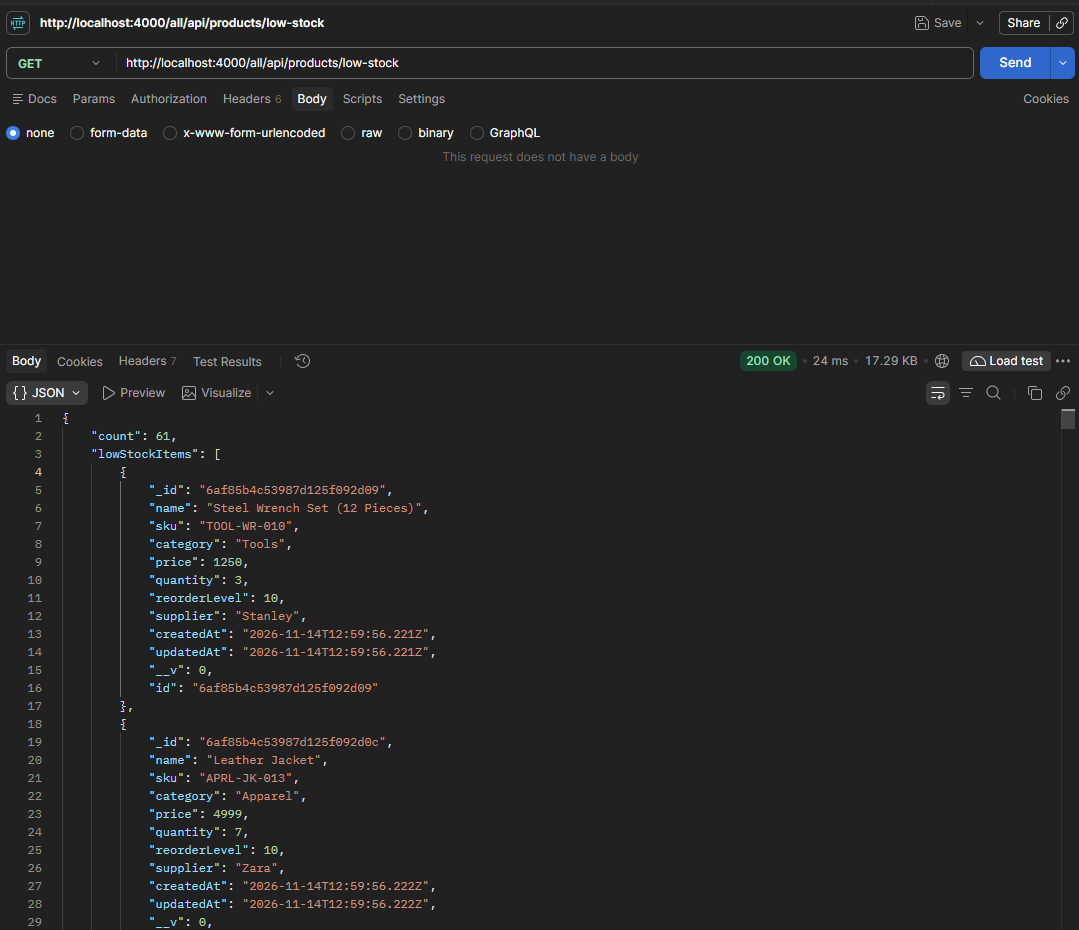 HTTP http://localhost:4000/all/api/products/low-stock Save Share
GET http://localhost:4000/all/api/products/low-stock Send
Docs Params Authorization Headers 6 Body Scripts Settings Cookies
none form-data x-www-form-urlencoded raw binary GraphQL
This request does not have a body
Body Cookies Headers 7 Test Results 200 OK 24 ms 17.29 KB Load test
{} JSON Preview Visualize
1 {
2 "count": 61,
3 "lowStockItems": [
4 {
5 "_id": "6af85b4c53987d125f092d09",
6 "name": "Steel Wrench Set (12 Pieces)",
7 "sku": "TOOL-WR-010",
8 "category": "Tools",
9 "price": 1250,
10 "quantity": 3,
11 "reorderLevel": 10,
12 "supplier": "Stanley",
13 "createdAt": "2026-11-14T12:59:56.221Z",
14 "updatedAt": "2026-11-14T12:59:56.221Z",
15 "__v": 0,
16 "id": "6af85b4c53987d125f092d09"
17 },
18 {
19 "_id": "6af85b4c53987d125f092d0c",
20 "name": "Leather Jacket",
21 "sku": "APRL-JK-013",
22 "category": "Apparel",
23 "price": 4999,
24 "quantity": 7,
25 "reorderLevel": 10,
26 "supplier": "Zara",
27 "createdAt": "2026-11-14T12:59:56.222Z",
28 "updatedAt": "2026-11-14T12:59:56.222Z",
29 "__v": 0,